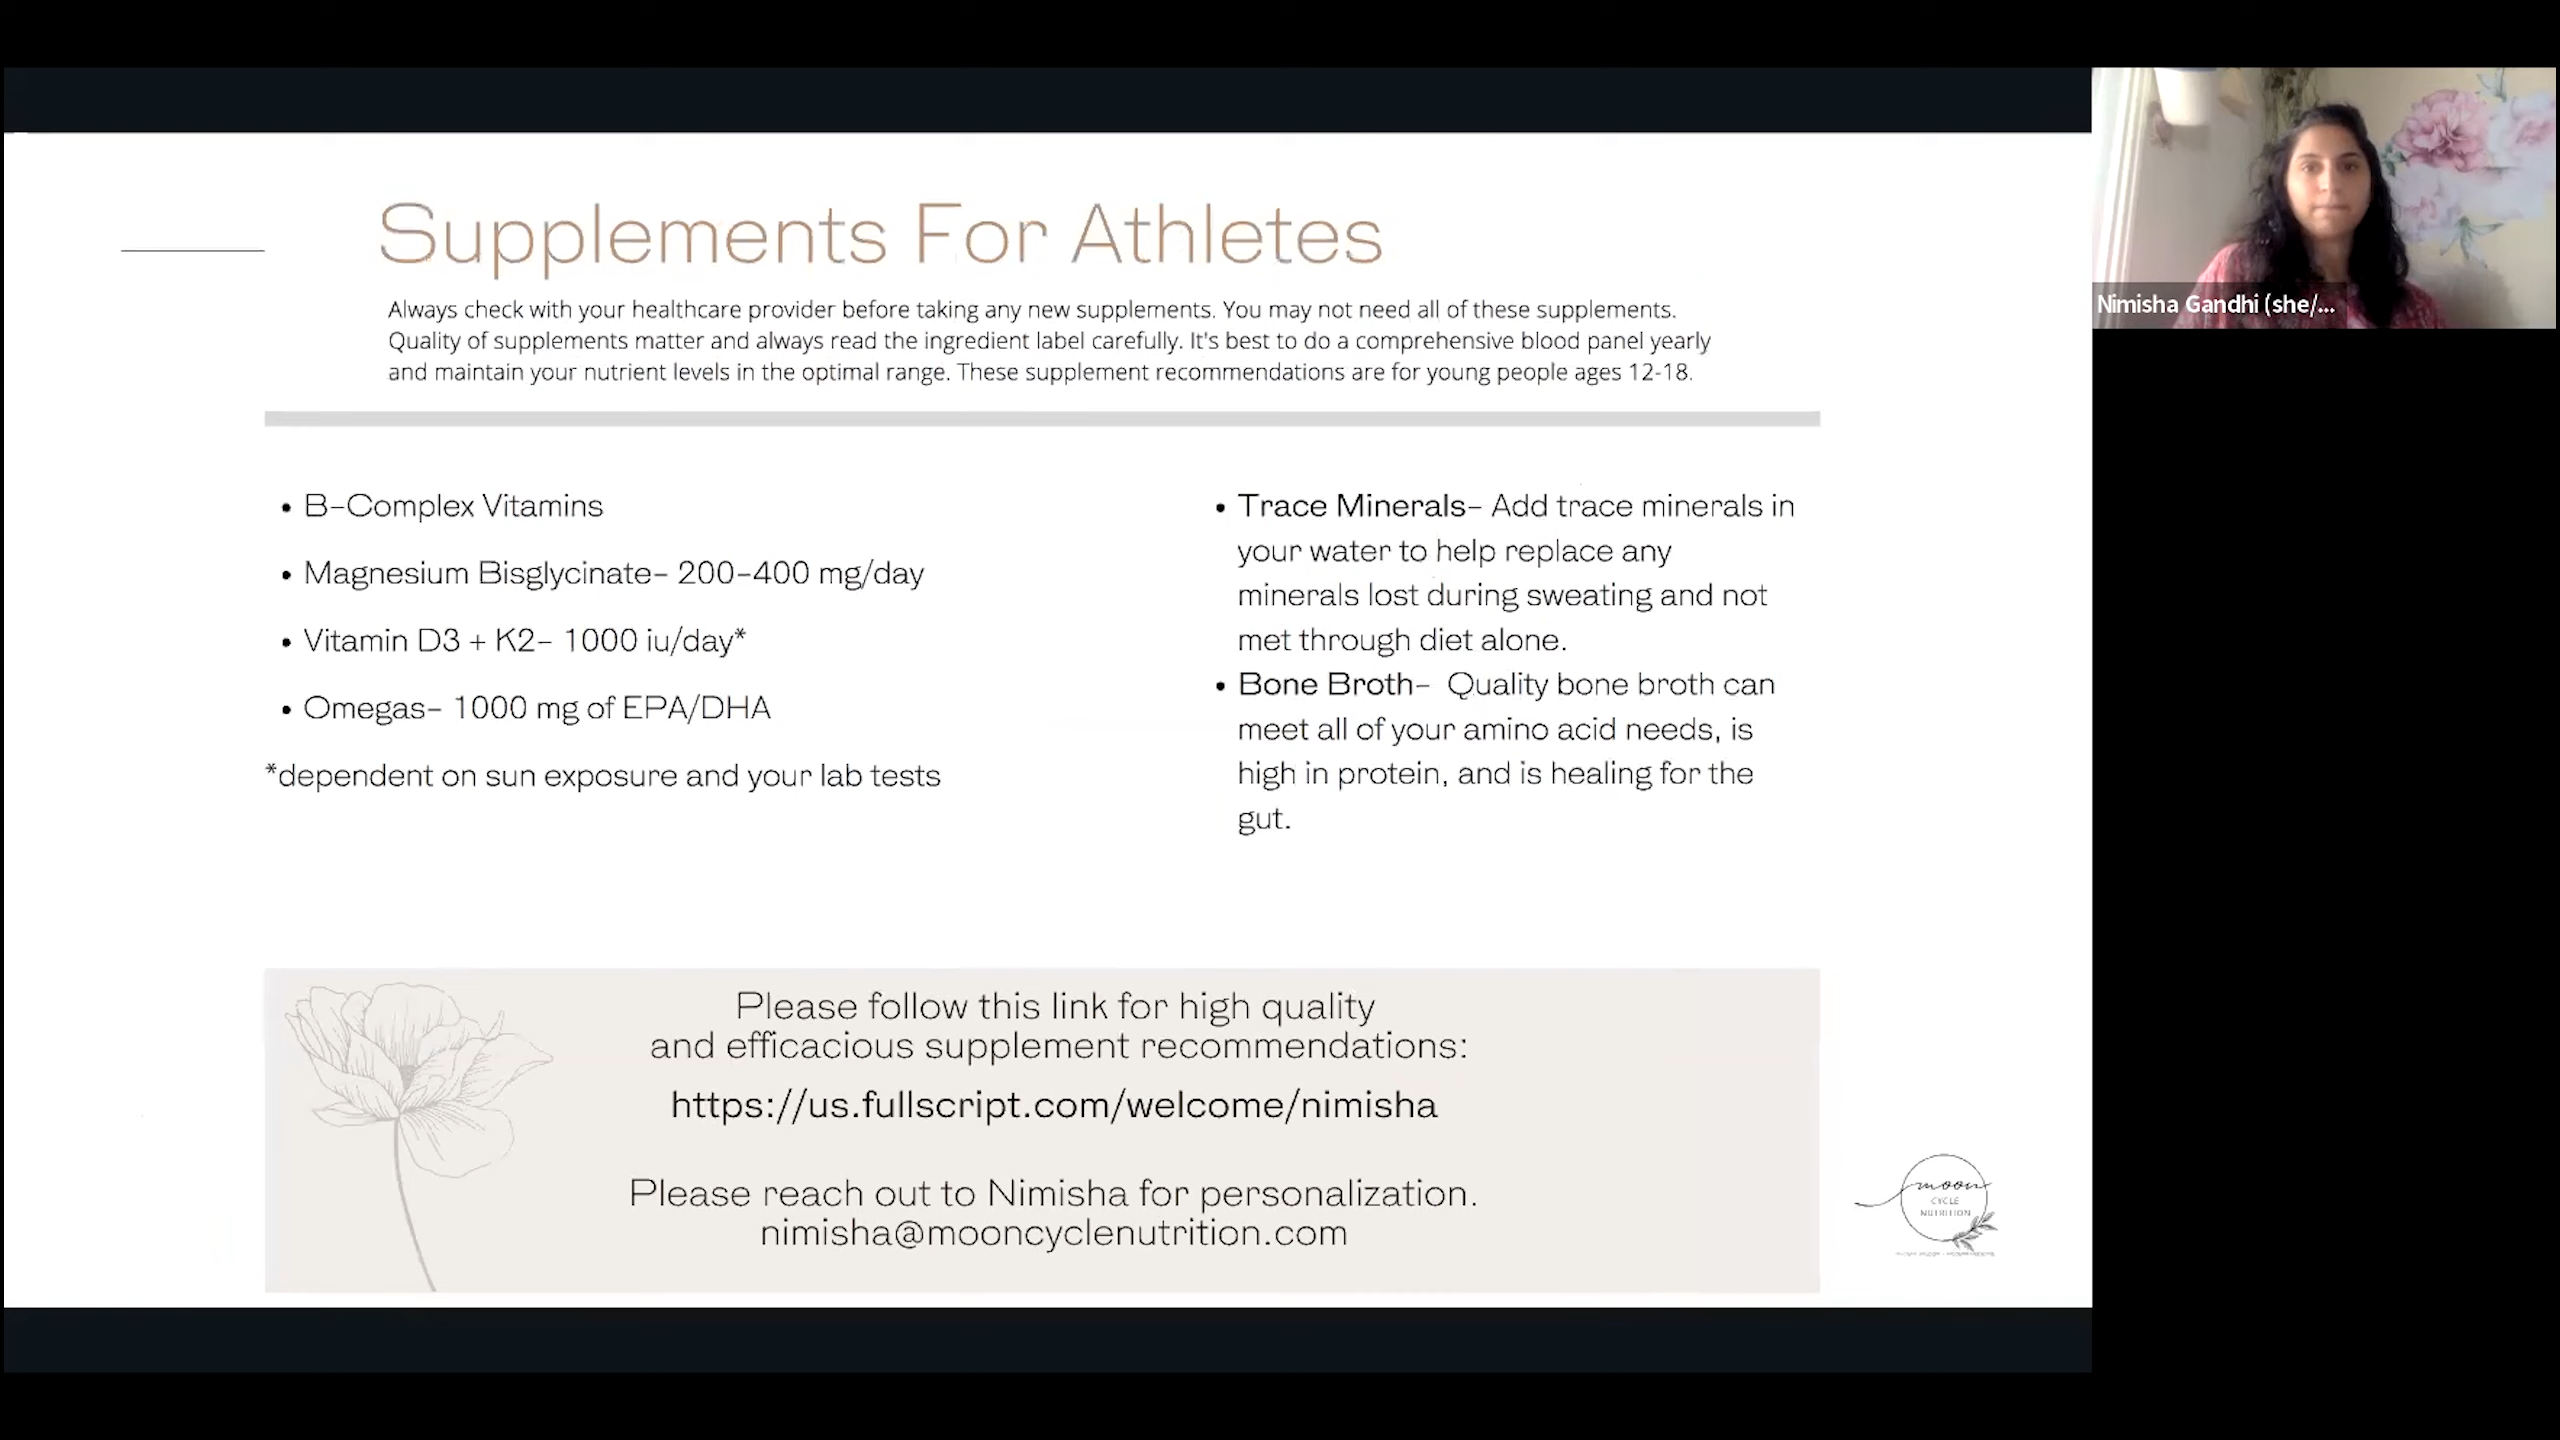 Supplements For Athletes
Always check with your healthcare provider before taking any new supplements. You may not need all of these supplements.
Quality of supplements matter and always read the ingredient label carefully. It's best to do a comprehensive blood panel yearly
and maintain your nutrient levels in the optimal range. These supplement recommendations are for young people ages 12-18.
• B-Complex Vitamins
• Magnesium Bisglycinate- 200-400 mg/day
• Vitamin D3 + K2- 1000 iu/day*
• Omegas- 1000 mg of EPA/DHA
*dependent on sun exposure and your lab tests
• Trace Minerals- Add trace minerals in
your water to help replace any
minerals lost during sweating and not
met through diet alone.
• Bone Broth- Quality bone broth can
meet all of your amino acid needs, is
high in protein, and is healing for the
gut.
Please follow this link for high quality
and efficacious supplement recommendations:
https://us.fullscript.com/welcome/nimisha
Please reach out to Nimisha for personalization.
nimisha@mooncyclenutrition.com
moon
CYCLE
NUTRITION
Nimisha Gandhi (she/...